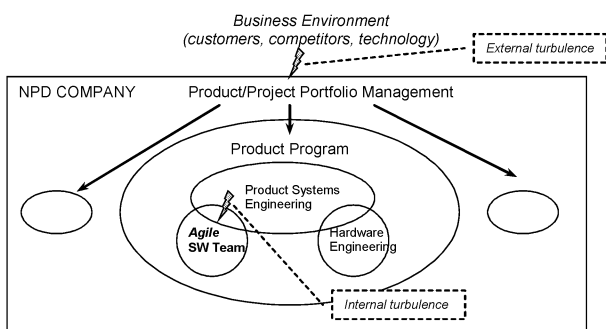 Business Environment
(customers, competitors, technology)
External turbulence
NPD COMPANY
Product/Project Portfolio Management
Product Program
Product Systems
Engineering
Agile
SW Team
Hardware
Engineering
Internal turbulence